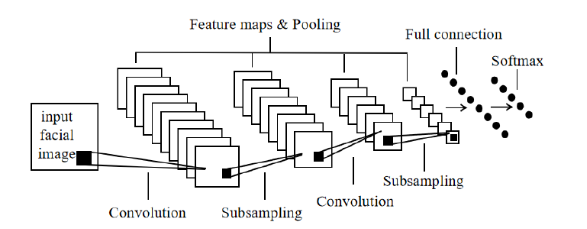 Feature maps & Pooling
Full connection
Softmax
input
facial
image
Convolution
Subsampling
Convolution
Subsampling